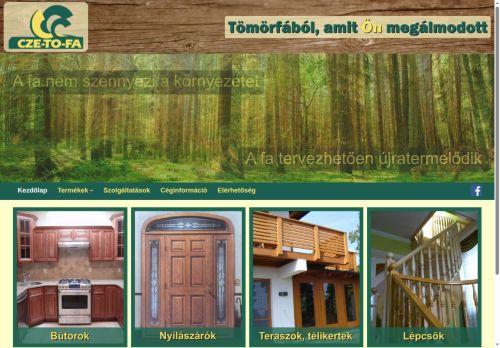 CZE-TO-FA
Tömörfából, amit Ön megálmodott
A fa nem szennyezi a környezetet
A fa tervezhetően újratermelődik
Kezdőlap Termékek Szolgáltatások Céginformáció Elérhetőség
f
Bútorok
Nyílászárók
Teraszok, télikertek
Lépcsők